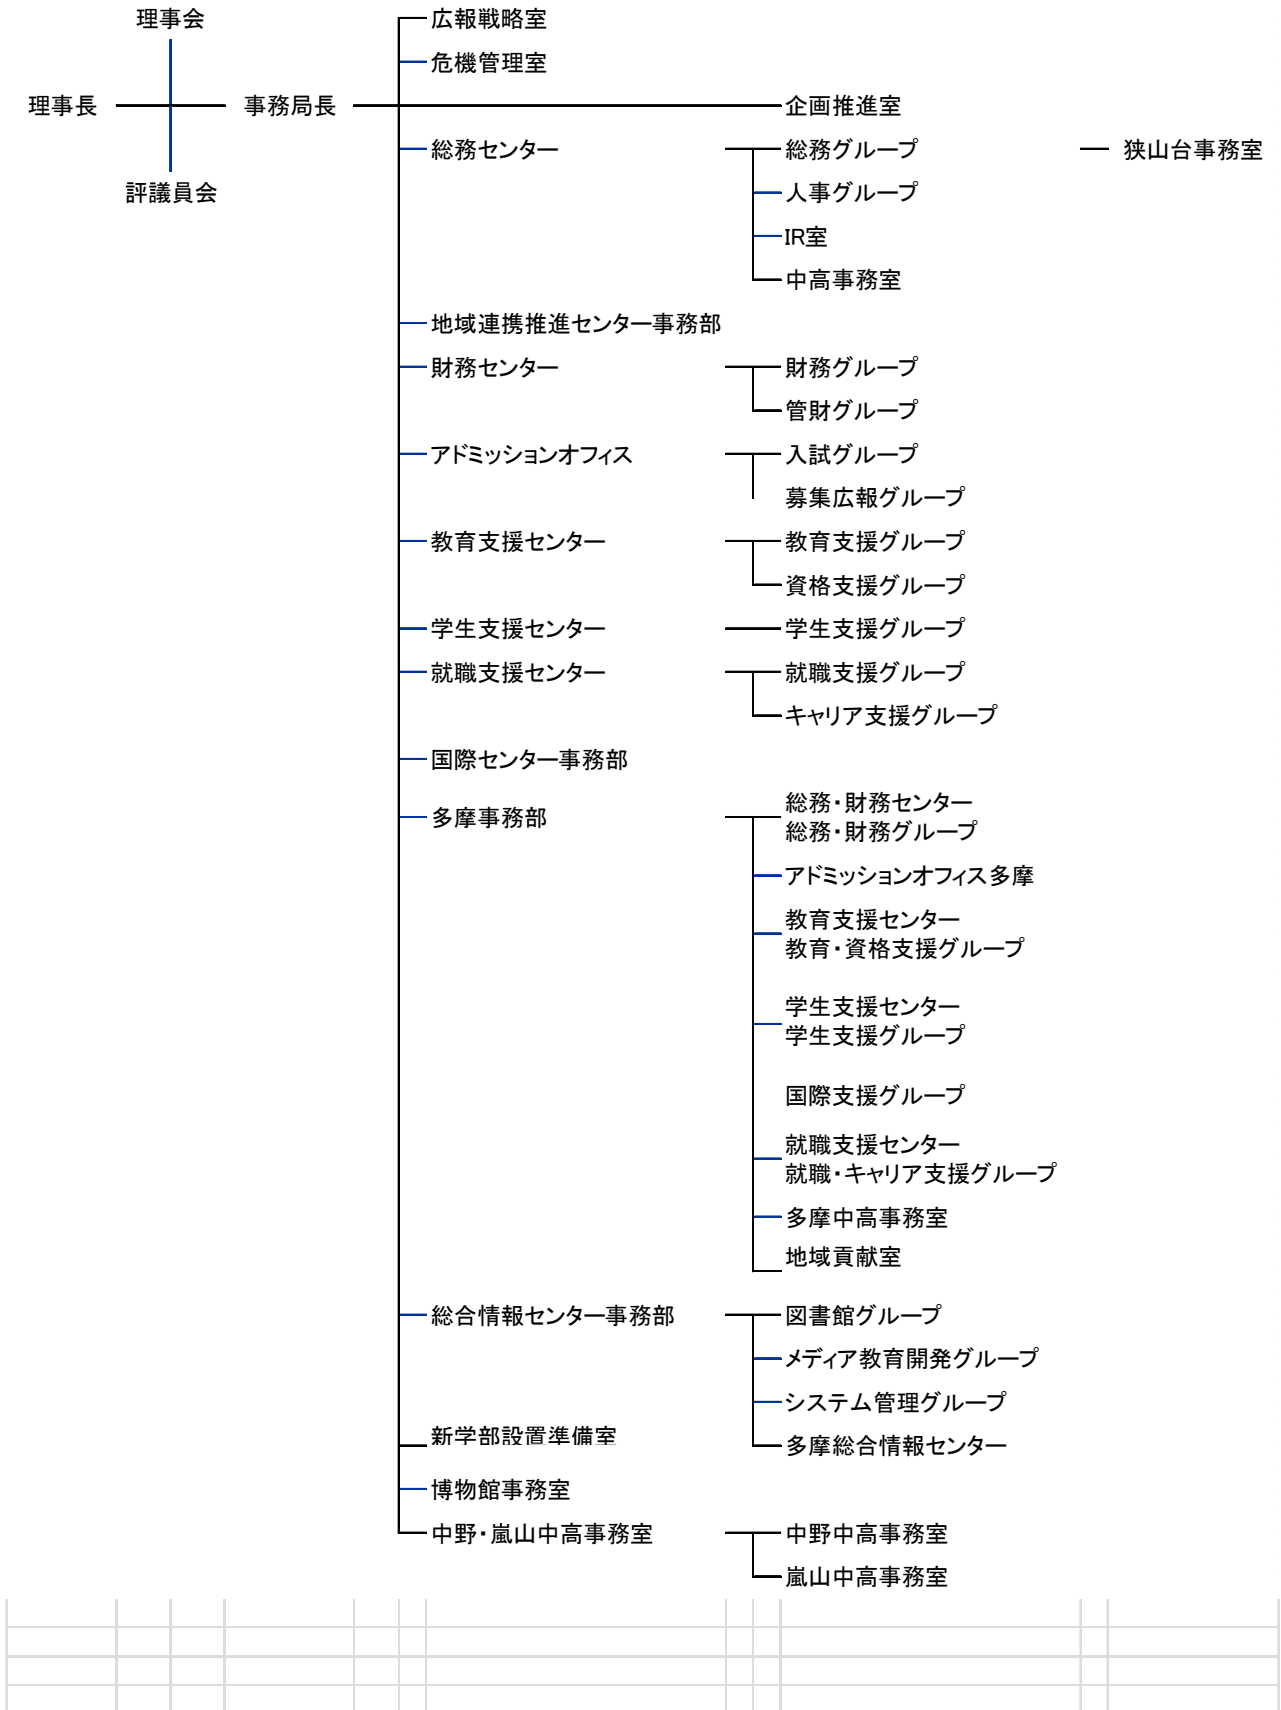 理事会
理事長
事務局長
評議員会
広報戦略室
危機管理室
企画推進室
総務センター
総務グループ
狭山台事務室
人事グループ
IR室
中高事務室
地域連携推進センター事務部
財務センター
財務グループ
管財グループ
アドミッションオフィス
入試グループ
募集広報グループ
教育支援センター
教育支援グループ
資格支援グループ
学生支援センター
学生支援グループ
就職支援センター
就職支援グループ
キャリア支援グループ
国際センター事務部
多摩事務部
総務・財務センター
総務・財務グループ
アドミッションオフィス多摩
教育支援センター
教育・資格支援グループ
学生支援センター
学生支援グループ
国際支援グループ
就職支援センター
就職・キャリア支援グループ
多摩中高事務室
地域貢献室
総合情報センター事務部
図書館グループ
メディア教育開発グループ
システム管理グループ
多摩総合情報センター
新学部設置準備室
博物館事務室
中野・嵐山中高事務室
中野中高事務室
嵐山中高事務室